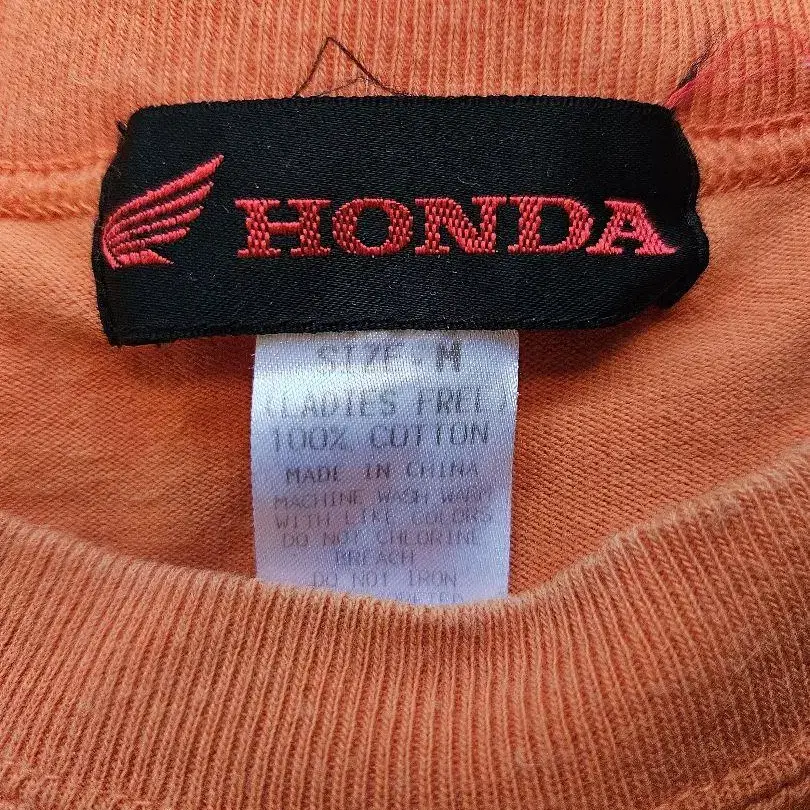 HONDA
SIZE M
(LADIES FREE)
100% COTTON
MADE IN CHINA
MACHINE WASH WARM
WITH LIKE COLORS
DO NOT CHLORINE
BREACH
DO NOT IRON